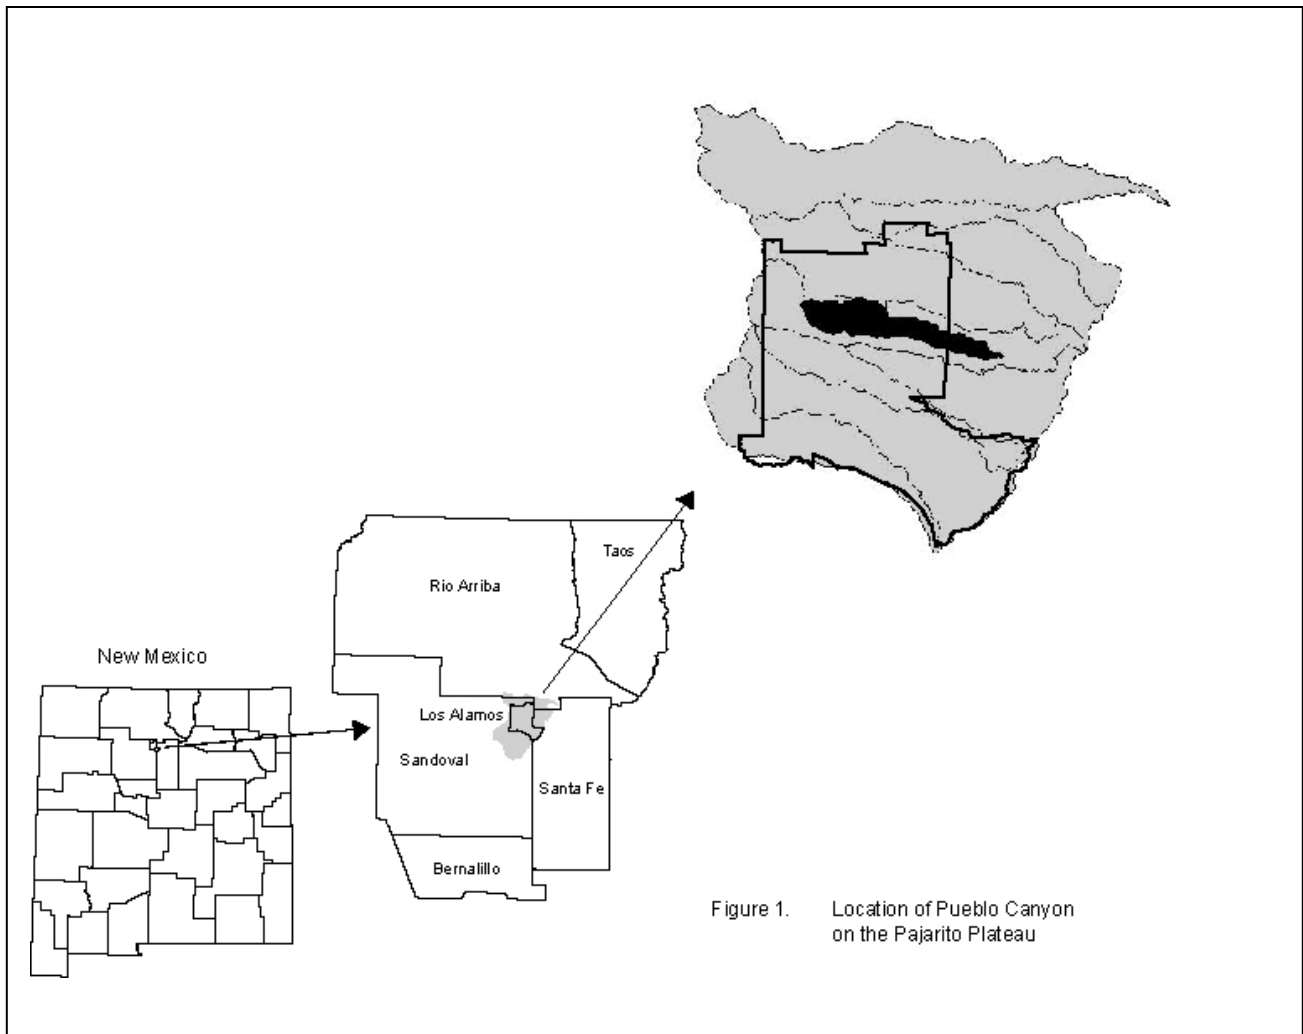 Taos
Rio Arriba
New Mexico
Los Alamos
Sandoval
Santa Fe
Bernalillo
Figure 1. Location of Pueblo Canyon
on the Pajarito Plateau